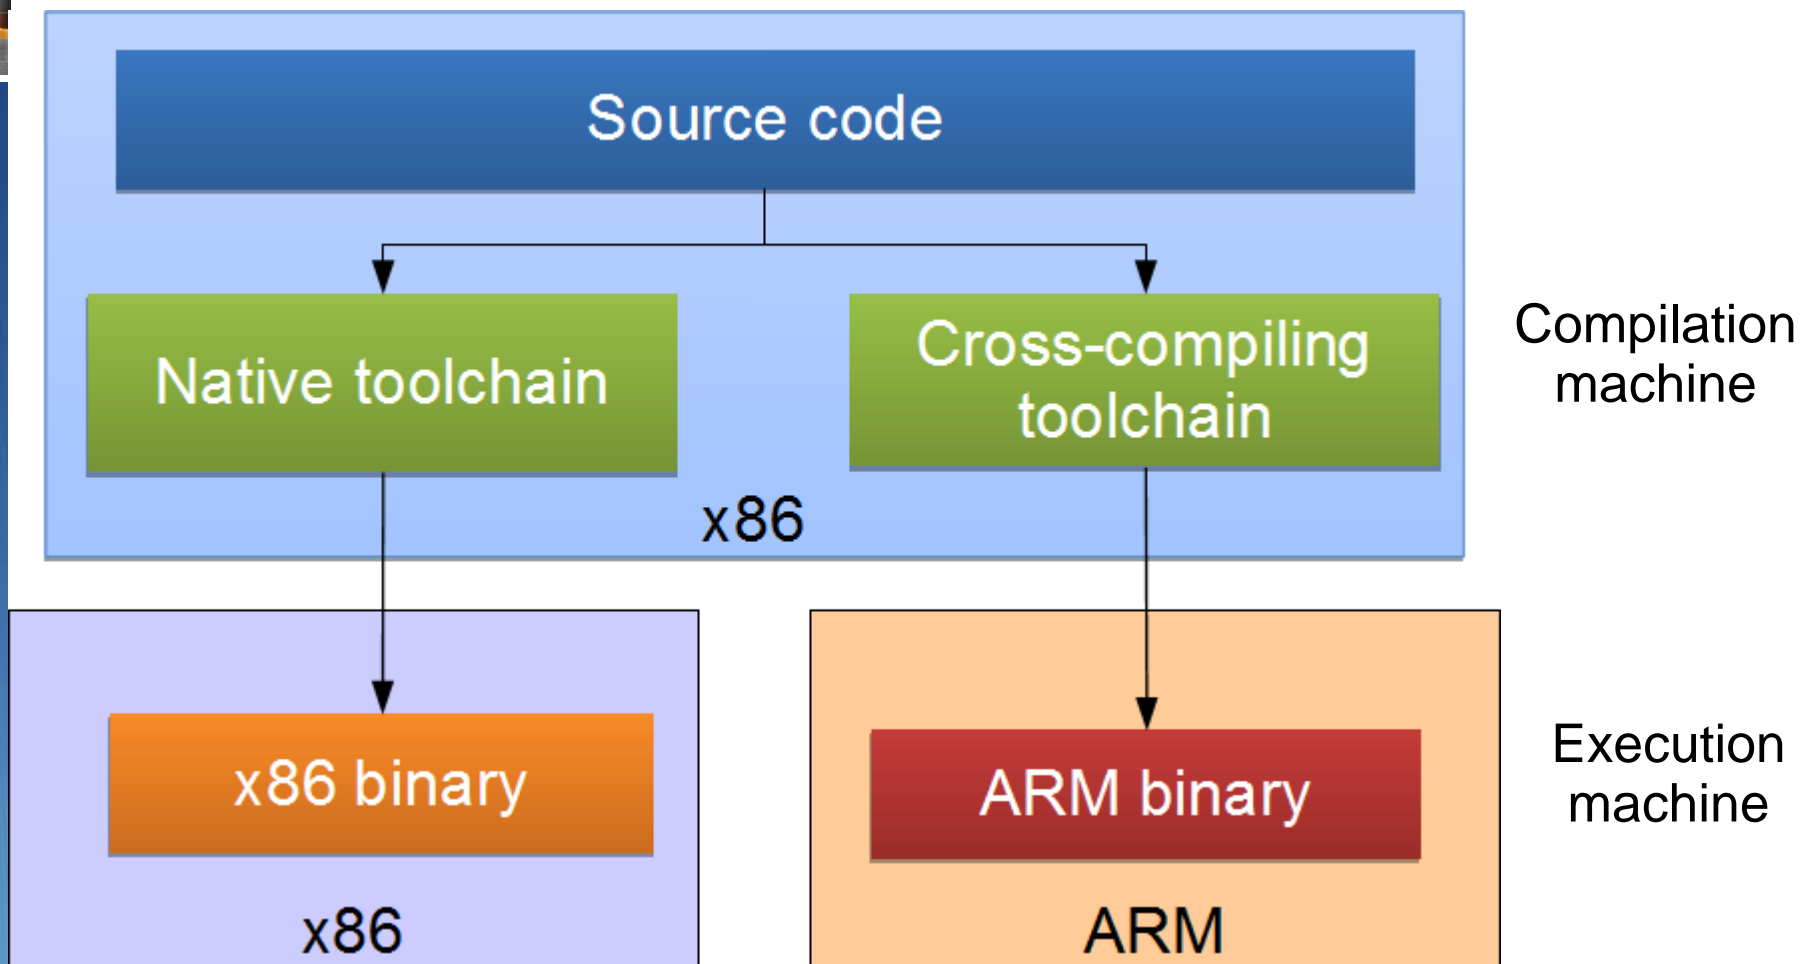 Source code
Native toolchain
Cross-compiling
toolchain
x86
Compilation
machine
x86 binary
ARM binary
x86
ARM
Execution
machine